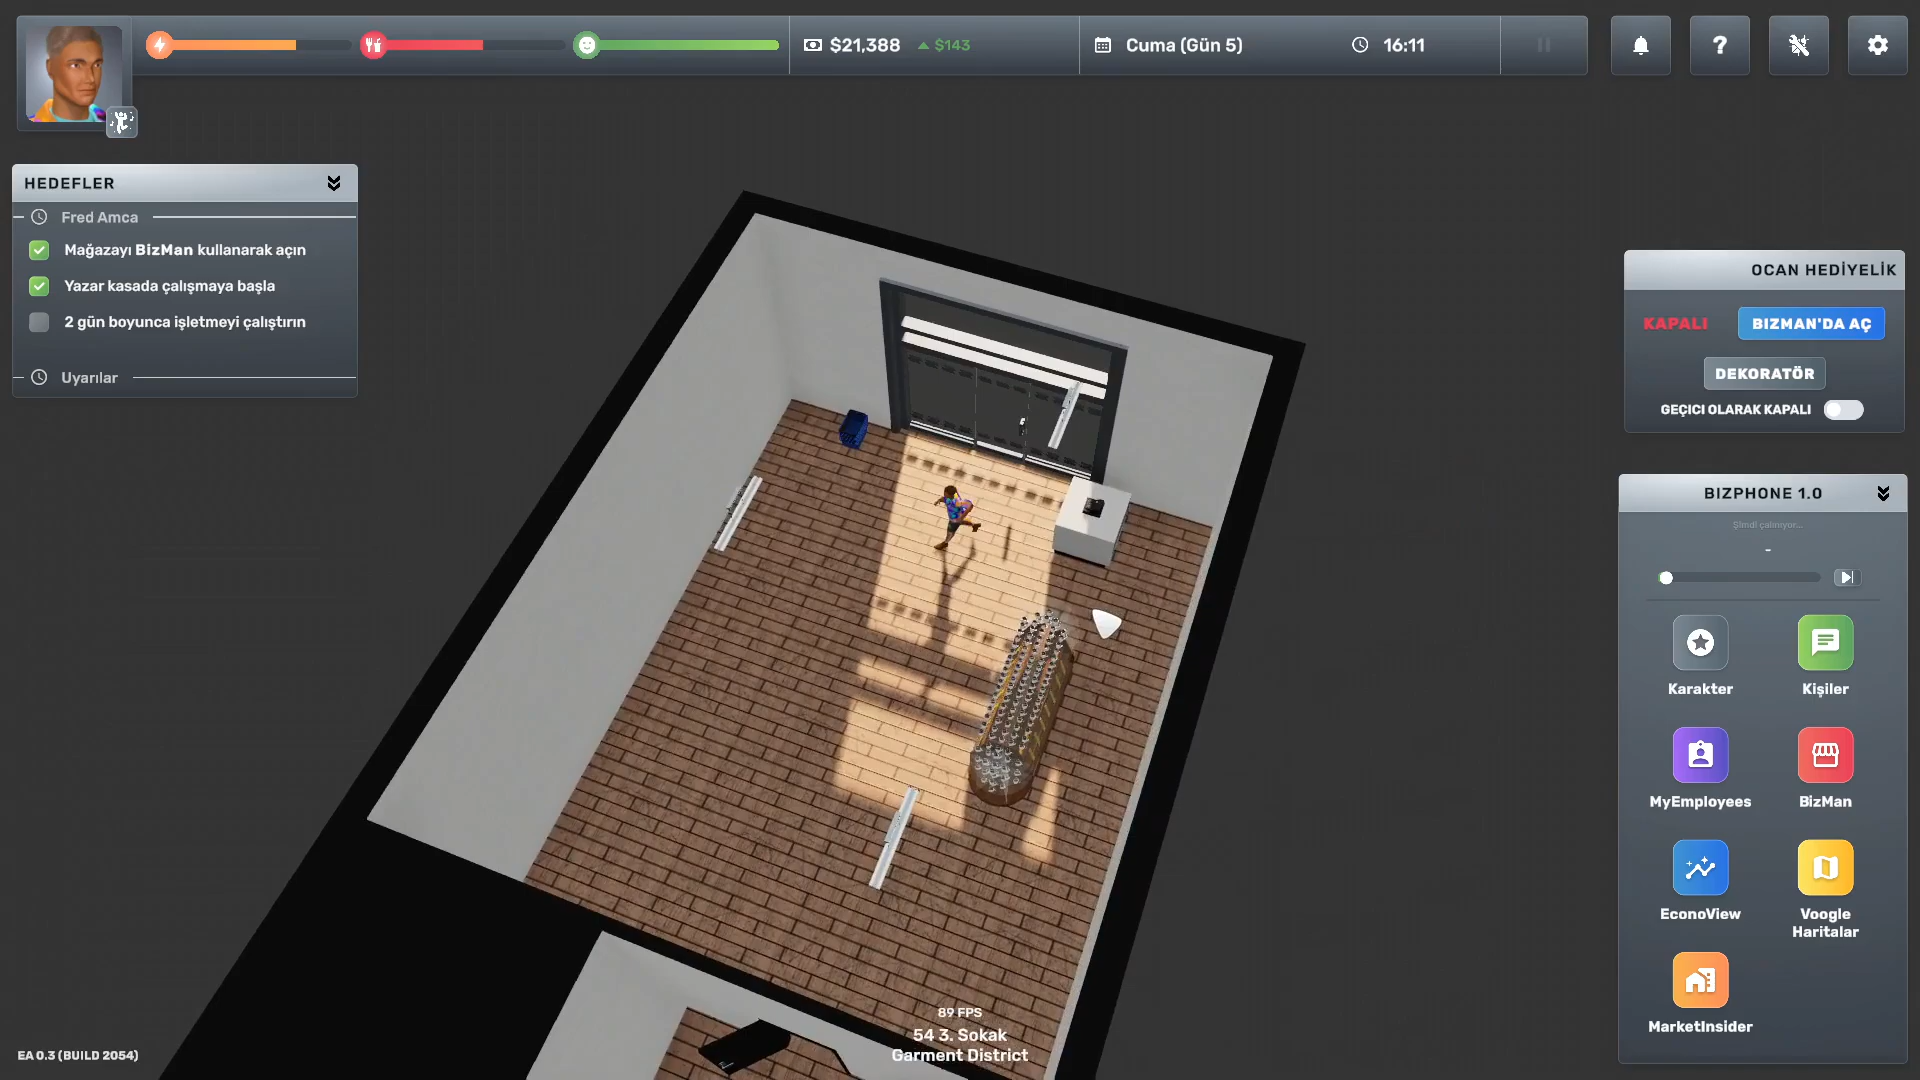 $21,388
$143
Cuma (Gün 5)
16:11
?
HEDEFLER
Fred Amca
Mağazayı BizMan kullanarak açın
Yazar kasada çalışmaya başla
2 gün boyunca işletmeyi çalıştırın
Uyarılar
OCAN HEDİYELİK
KAPALI
BIZMAN'DA AÇ
DEKORATÖR
GEÇICI OLARAK KAPALI
BIZPHONE 1.0
Şimdi çalınıyor...
-
Karakter
Kişiler
MyEmployees
BizMan
EconoView
Voogle
Haritalar
MarketInsider
89 FPS
54 3. Sokak
Garment District
EA 0.3 (BUILD 2054)